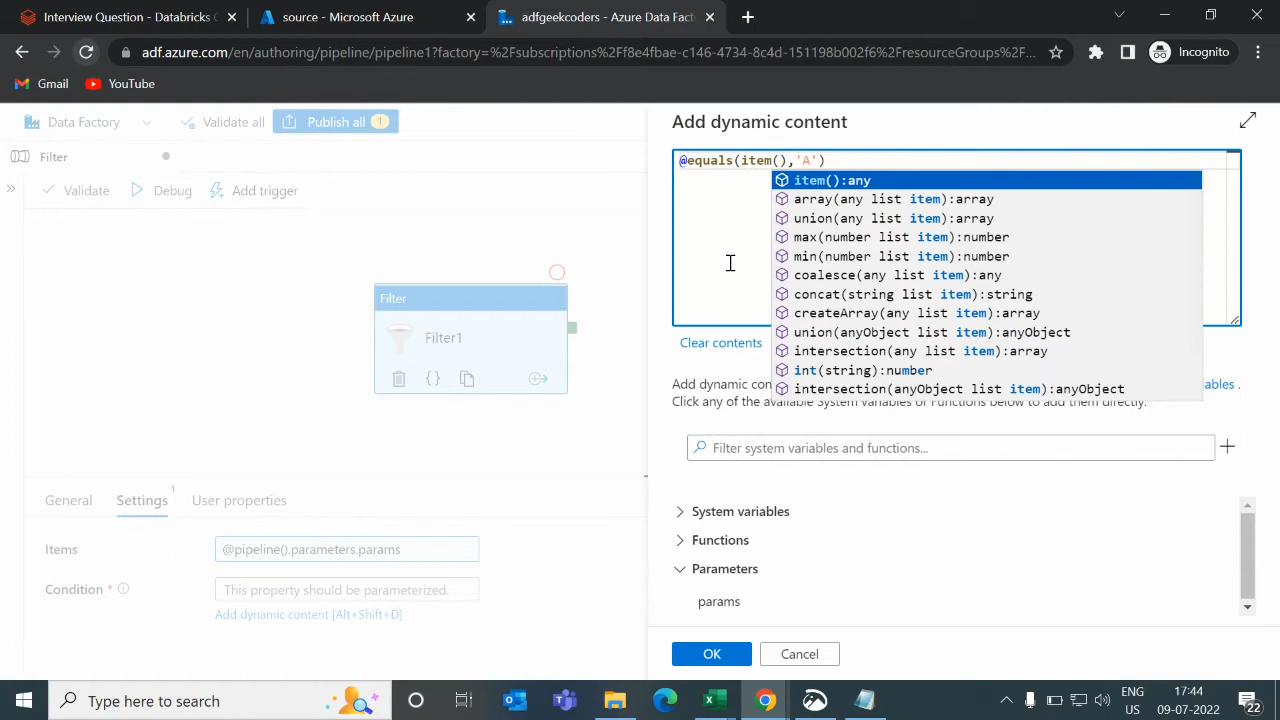 Interview Question - Databricks
source - Microsoft Azure
adfgeekcoders - Azure Data Facto
adf.azure.com/en/authoring/pipeline/pipeline1?factory=%2Fsubscriptions%2Ff8e4fbae-c146-4734-8c4d-151198b002f6%2FresourceGroups%2F...
Incognito
Gmail
YouTube
Data Factory
Validate all
Publish all
1
Add dynamic content
Filter
@equals(item(),'A')
Validate
Debug
Add trigger
item():any
array(any list item):array
union(any list item):array
max(number list item):number
min(number list item):number
coalesce(any list item):any
concat(string list item):string
createArray(any list item):array
union(anyObject list item):anyObject
intersection(any list item):array
int(string):number
intersection(anyObject list item):anyObject
Filter
Filter1
Clear contents
Add dynamic con
ables .
Click any of the available System Variables or Functions below to add them directly.
Filter system variables and functions...
General
Settings
1
User properties
System variables
Items
@pipeline().parameters.params
Functions
Condition *
This property should be parameterized.
Parameters
Add dynamic content [Alt+Shift+D]
params
OK
Cancel
Type here to search
ENG
US
17:44
09-07-2022
22